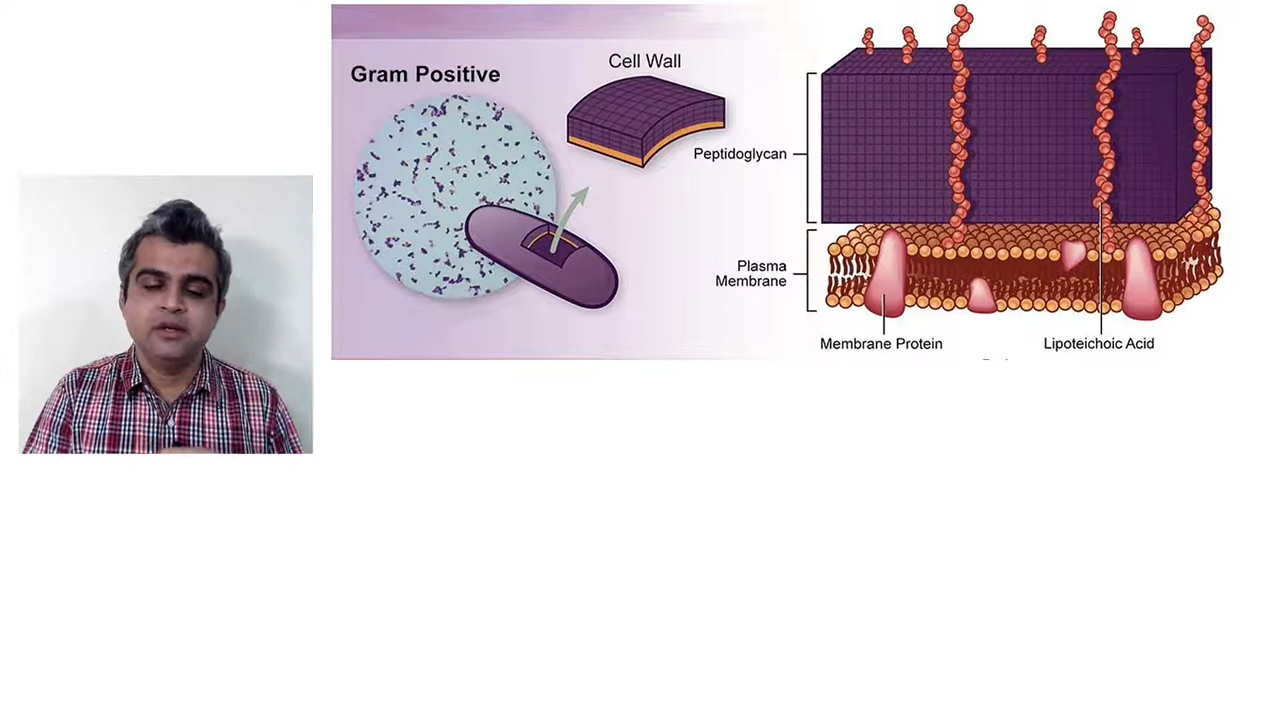 Gram Positive
Cell Wall
Peptidoglycan
Plasma
Membrane
Membrane Protein
Lipoteichoic Acid